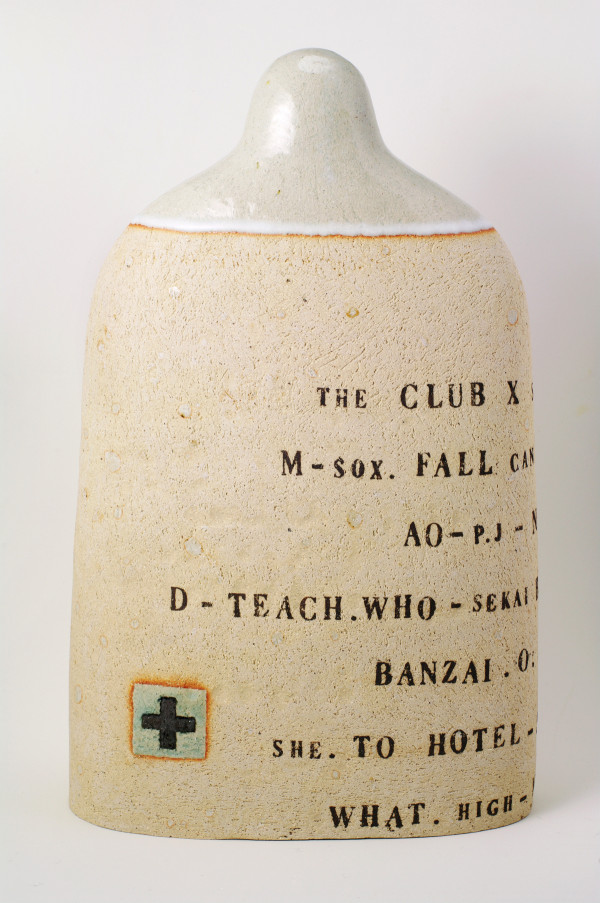 THE CLUB X
M-SOX. FALL
AO-P.J-
D-TEACH.WHO-SEKAI
BANZAI.
SHE. TO HOTEL-
WHAT. HIGH-